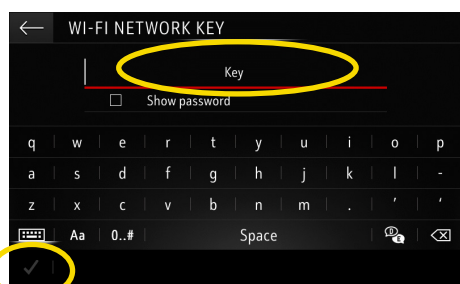 WI-FI NETWORK KEY
Key
Show password
q w e r t y u i o p
a s d f g h j k l -
z x c v b n m . ' '
Aa 0..# Space D E